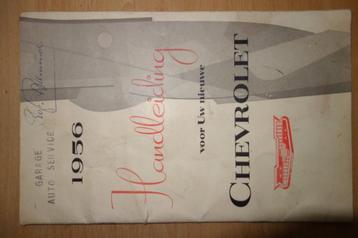 GARAGE
AUTO SERVICE
1956
Handleiding
voor Uw nieuwe
CHEVROLET